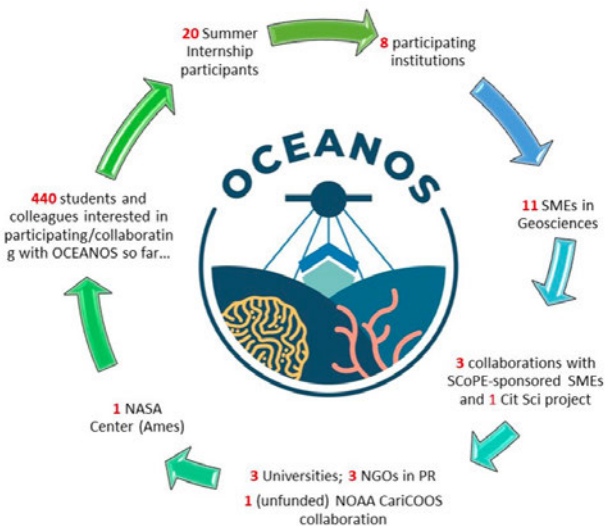 20 Summer
Internship
participants
8 participating
institutions
11 SMEs in
Geosciences
3 collaborations with
SCoPE-sponsored SMEs
and 1 Cit Sci project
3 Universities; 3 NGOs in PR
1 (unfunded) NOAA CariCOOS
collaboration
1 NASA
Center (Ames)
440 students and
colleagues interested in
participating/collaboratin
g with OCEANOS so far...
OCEANOS